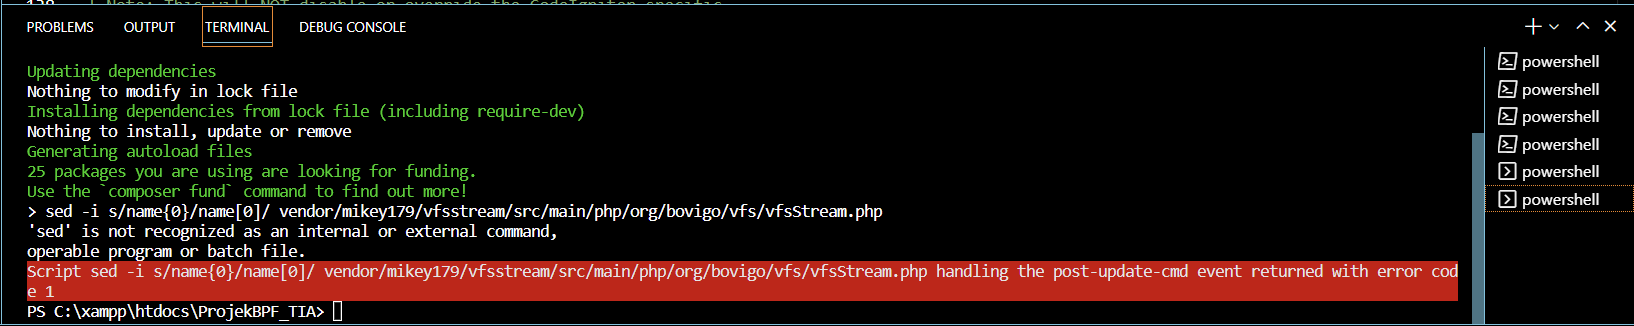 PROBLEMS OUTPUT TERMINAL DEBUG CONSOLE
Updating dependencies
Nothing to modify in lock file
Installing dependencies from lock file (including require-dev)
Nothing to install, update or remove
Generating autoload files
25 packages you are using are looking for funding.
Use the `composer fund` command to find out more!
> sed -i s/name{0}/name[0]/ vendor/mikey179/vfsstream/src/main/php/org/bovigo/vfs/vfsStream.php
'sed' is not recognized as an internal or external command,
operable program or batch file.
Script sed -i s/name{0}/name[0]/ vendor/mikey179/vfsstream/src/main/php/org/bovigo/vfs/vfsStream.php handling the post-update-cmd event returned with error cod
e 1
PS C:\xampp\htdocs\ProjekBPF_TIA>
powershell
powershell
powershell
powershell
powershell
powershell